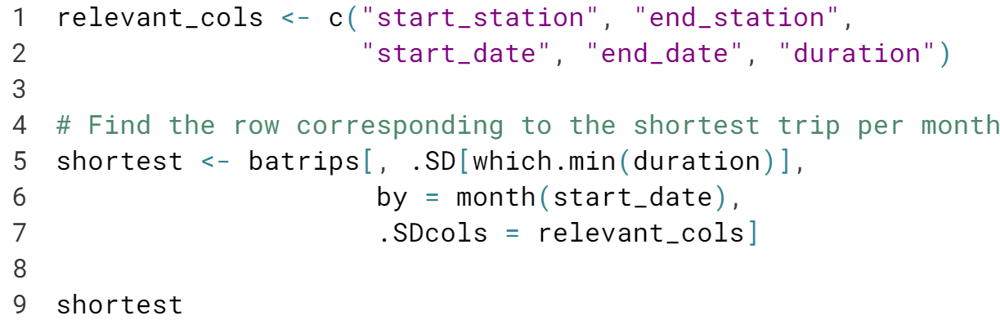 1 relevant_cols <- c("start_station", "end_station",
2                    "start_date", "end_date", "duration")
3
4 # Find the row corresponding to the shortest trip per month
5 shortest <- batrips[, .SD[which.min(duration)],
6                     by = month(start_date),
7                     .SDcols = relevant_cols]
8
9 shortest